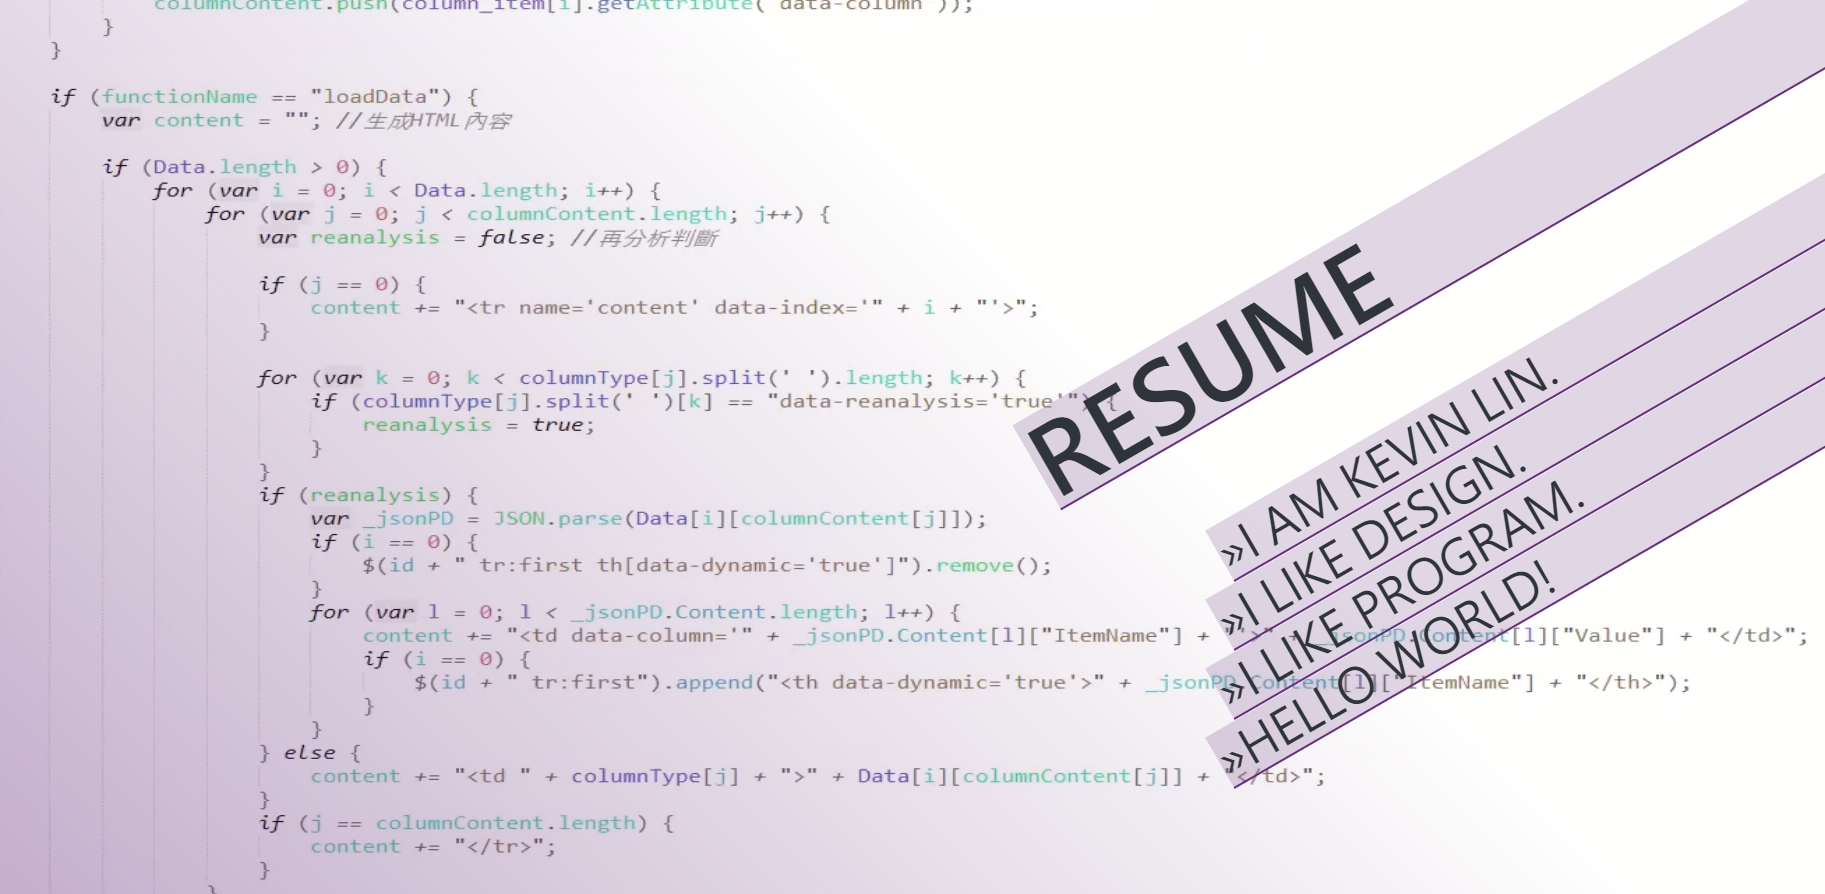 columnContent.push(column_item[i].getAttribute("data-column"));
}
}
if (functionName == "loadData") {
var content = ""; //生成HTML內容
if (Data.length > 0) {
for (var i = 0; i < Data.length; i++) {
for (var j = 0; j < columnContent.length; j++) {
var reanalysis = false; //再分析判斷
if (j == 0) {
content += "<tr name='content' data-index='" + i + "'>";
}
for (var k = 0; k < columnType[j].split(' ').length; k++) {
if (columnType[j].split(' ')[k] == "data-reanalysis='true'") {
reanalysis = true;
}
}
if (reanalysis) {
var _jsonPD = JSON.parse(Data[i][columnContent[j]]);
if (i == 0) {
$(id + " tr:first th[data-dynamic='true']").remove();
}
for (var l = 0; l < _jsonPD.Content.length; l++) {
content += "<td data-column='" + _jsonPD.Content[l]["ItemName"] + "'>" + _jsonPD.Content[l]["Value"] + "</td>";
if (i == 0) {
$(id + " tr:first").append("<th data-dynamic='true'>" + _jsonPD.Content[l]["ItemName"] + "</th>");
}
}
} else {
content += "<td " + columnType[j] + ">" + Data[i][columnContent[j]] + "</td>";
}
if (j == columnContent.length) {
content += "</tr>";
}
}
RESUME
»I AM KEVIN LIN.
»I LIKE DESIGN.
»I LIKE PROGRAM.
»HELLO WORLD!